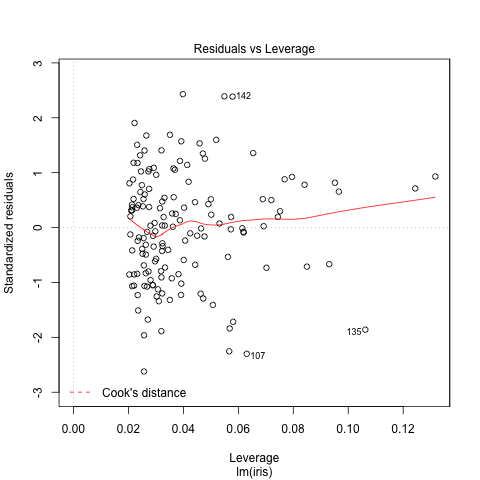 Residuals vs Leverage
Standardized residuals
3
2
1
0
-1
-2
-3
142
135
107
Cook's distance
0.00 0.02 0.04 0.06 0.08 0.10 0.12
Leverage
lm(iris)